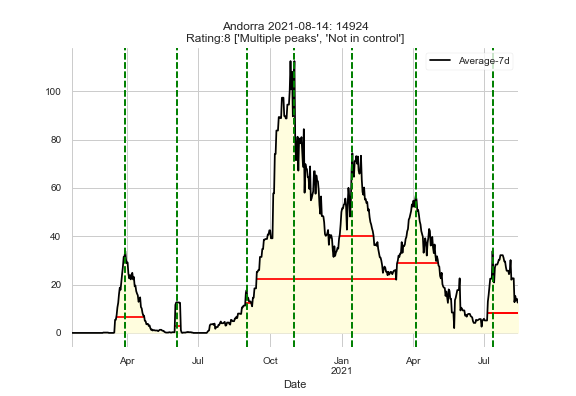 Andorra 2021-08-14: 14924
Rating:8 ['Multiple peaks', 'Not in control']
Average-7d
100
80
60
40
20
0
Apr
Jul
Oct
Jan
2021
Apr
Jul
Date